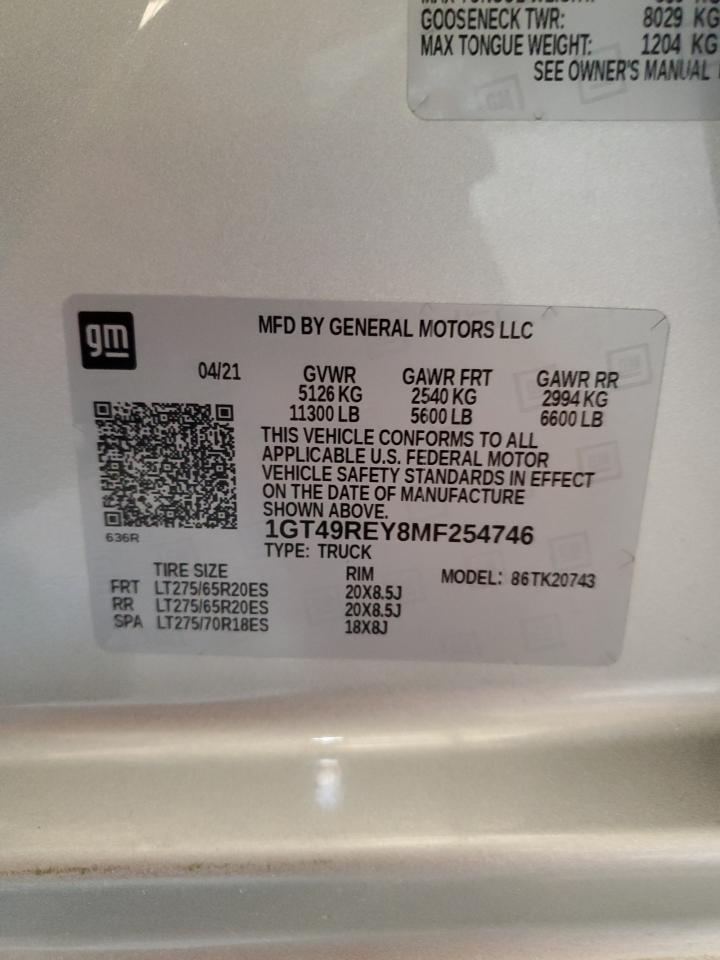 MAX TONGUE WEIGHT: KG
GOOSENECK TWR: 8029 KG
MAX TONGUE WEIGHT: 1204 KG
SEE OWNER'S MANUAL
gm
MFD BY GENERAL MOTORS LLC
04/21 GVWR GAWR FRT GAWR RR
5126 KG 2540 KG 2994 KG
11300 LB 5600 LB 6600 LB
THIS VEHICLE CONFORMS TO ALL
APPLICABLE U.S. FEDERAL MOTOR
VEHICLE SAFETY STANDARDS IN EFFECT
ON THE DATE OF MANUFACTURE
SHOWN ABOVE.
636R
1GT49REY8MF254746
TYPE: TRUCK
TIRE SIZE RIM MODEL: 86TK20743
FRT LT275/65R20ES 20X8.5J
RR LT275/65R20ES 20X8.5J
SPA LT275/70R18ES 18X8J